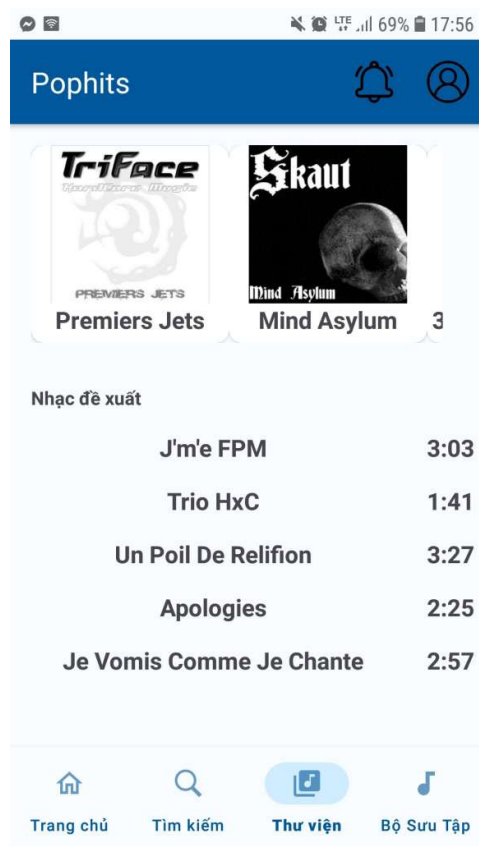 LTE 69% 17:56
Pophits
TriFace
HardCore Music
PREMIERS JETS
Skaut
Mind Asylum
Premiers Jets
Mind Asylum
3
Nhạc đề xuất
J'm'e FPM 3:03
Trio HxC 1:41
Un Poil De Relifion 3:27
Apologies 2:25
Je Vomis Comme Je Chante 2:57
Trang chủ Tìm kiếm Thư viện Bộ Sưu Tập